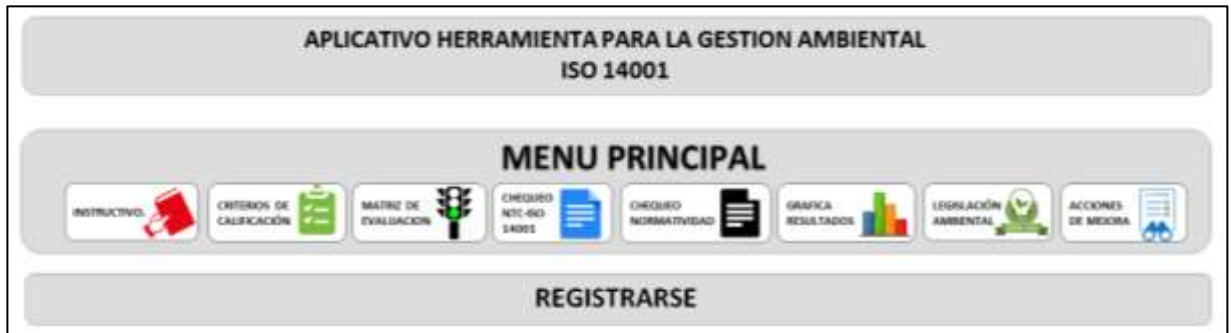 APLICATIVO HERRAMIENTA PARA LA GESTION AMBIENTAL
ISO 14001
MENU PRINCIPAL
INSTRUCTIVO.
CRITERIOS DE
CALIFICACIÓN
MATRIZ DE
EVALUACION
CHEQUEO
NTC-ISO
14001
CHEQUEO
NORMATIVIDAD
GRAFICA
RESULTADOS
LEGISLACIÓN
AMBIENTAL
ACCIONES
DE MEJORA
REGISTRARSE